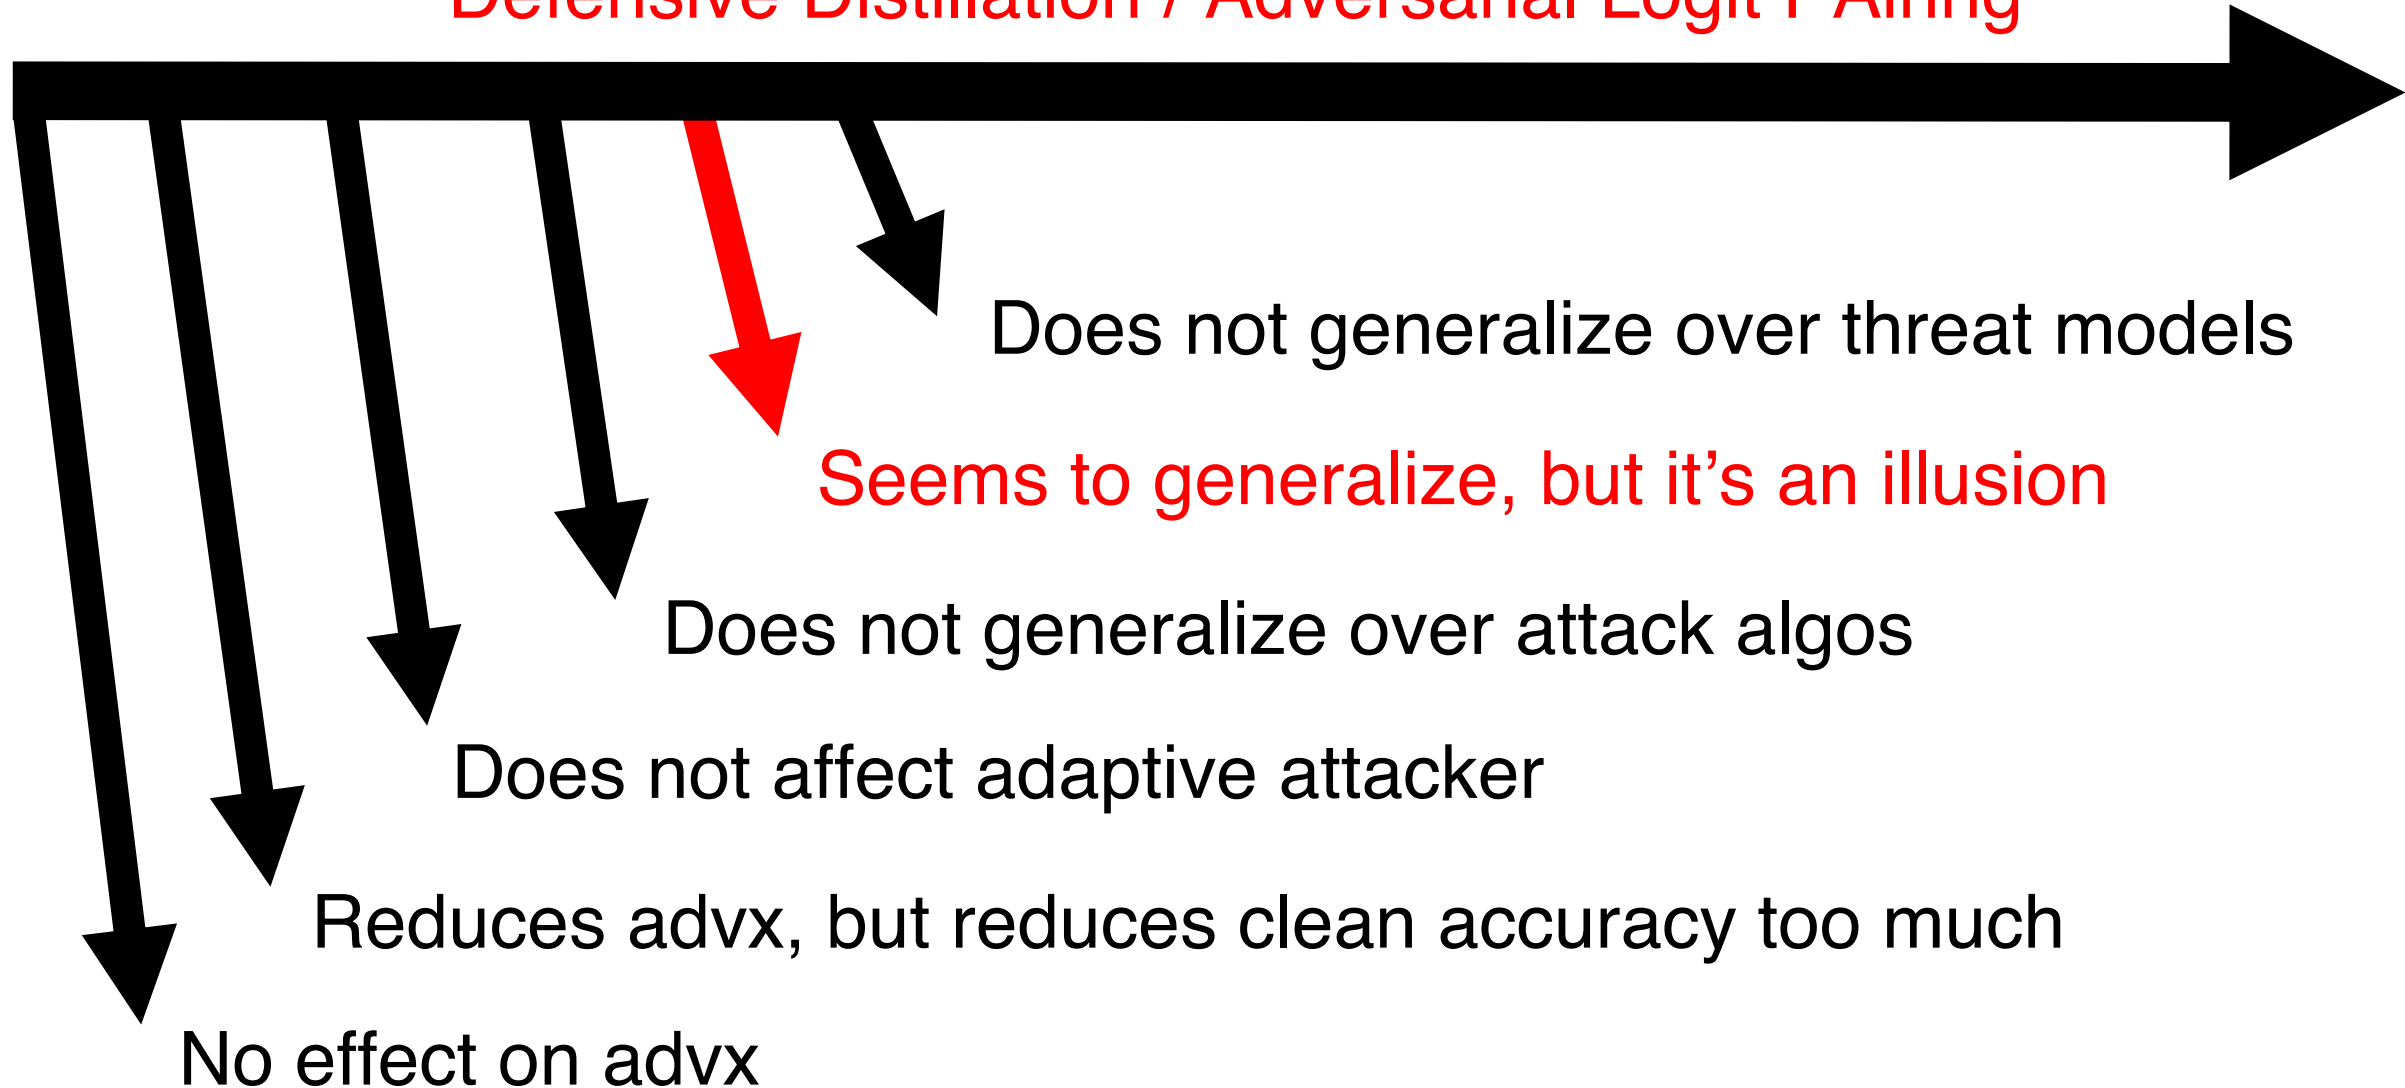 Defensive Distillation / Adversarial Logit PAiring
Does not generalize over threat models
Seems to generalize, but it’s an illusion
Does not generalize over attack algos
Does not affect adaptive attacker
Reduces advx, but reduces clean accuracy too much
No effect on advx